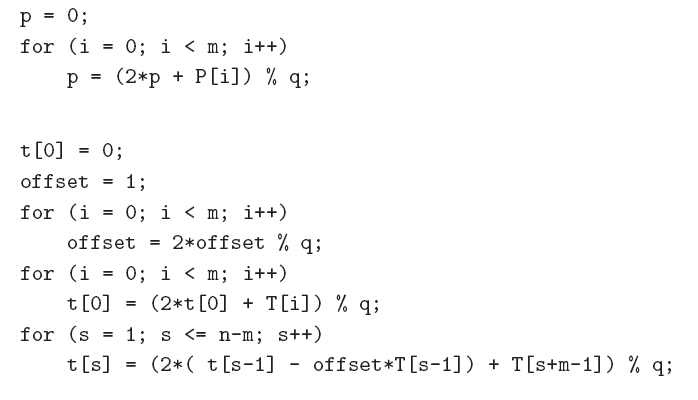 p = 0;
for (i = 0; i < m; i++)
    p = (2*p + P[i]) % q;

t[0] = 0;
offset = 1;
for (i = 0; i < m; i++)
    offset = 2*offset % q;
for (i = 0; i < m; i++)
    t[0] = (2*t[0] + T[i]) % q;
for (s = 1; s <= n-m; s++)
    t[s] = (2*( t[s-1] - offset*T[s-1]) + T[s+m-1]) % q;